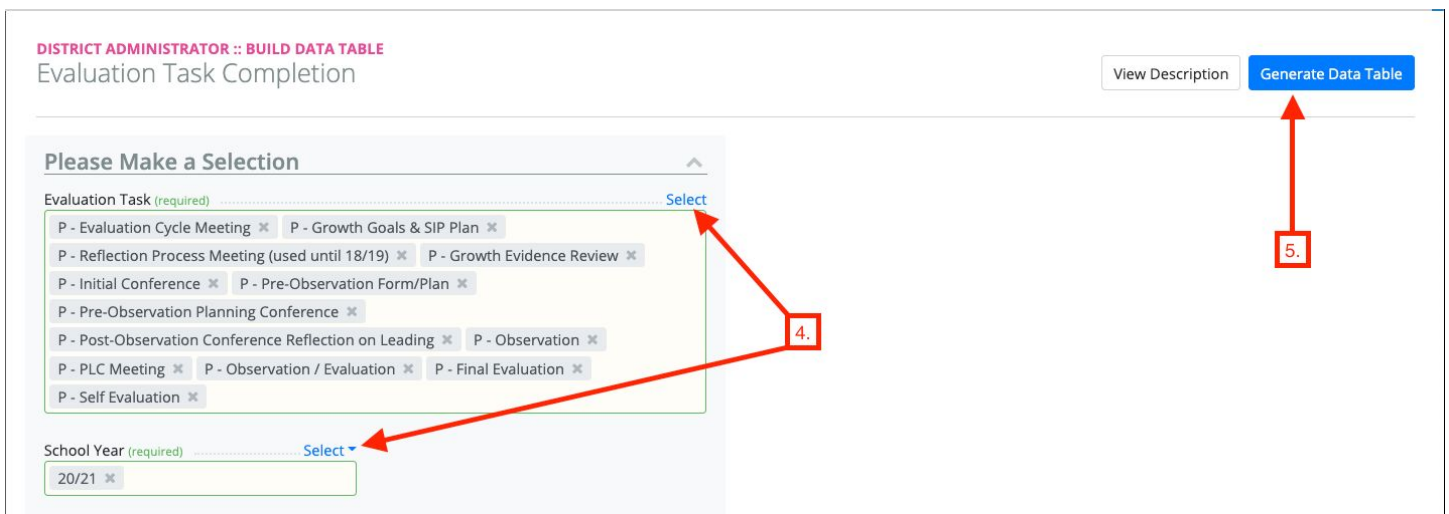 DISTRICT ADMINISTRATOR :: BUILD DATA TABLE
Evaluation Task Completion
View Description
Generate Data Table
Please Make a Selection
Evaluation Task (required)
Select
P - Evaluation Cycle Meeting ✖ P - Growth Goals & SIP Plan ✖
P - Reflection Process Meeting (used until 18/19) ✖ P - Growth Evidence Review ✖
P - Initial Conference ✖ P - Pre-Observation Form/Plan ✖
P - Pre-Observation Planning Conference ✖
P - Post-Observation Conference Reflection on Leading ✖ P - Observation ✖
P - PLC Meeting ✖ P - Observation / Evaluation ✖ P - Final Evaluation ✖
P - Self Evaluation ✖
School Year (required)
Select
20/21 ✖
4.
5.